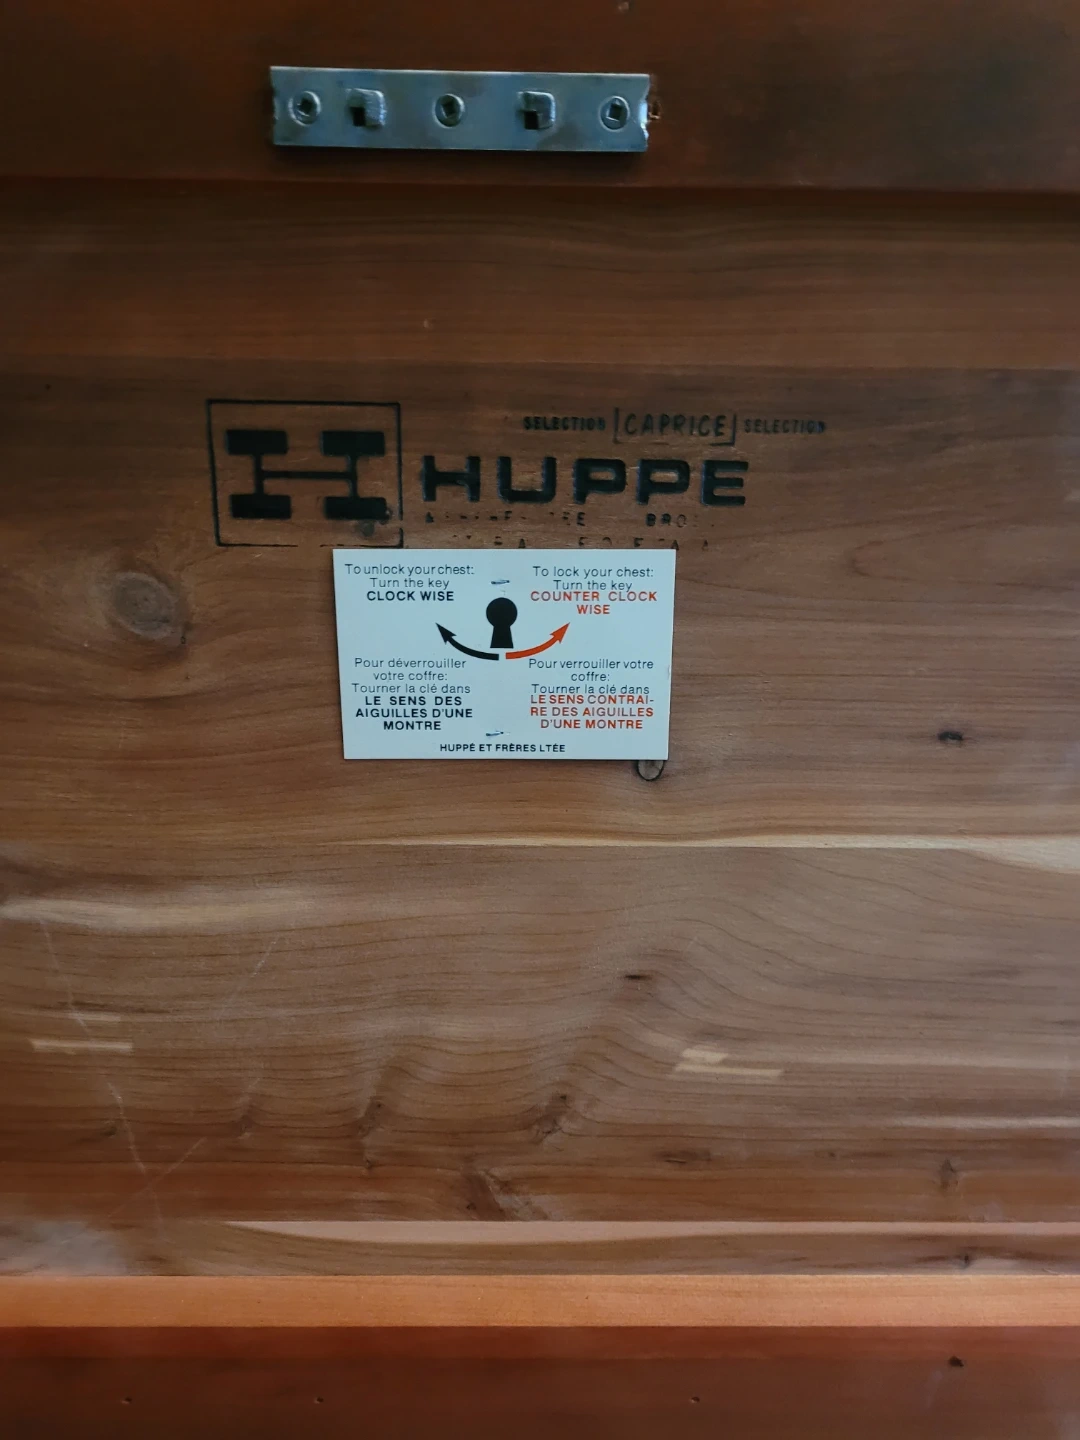 SELECTION CAPRICE SELECTION
H HUPPE
To unlock your chest:
Turn the key
CLOCK WISE
To lock your chest:
Turn the key
COUNTER CLOCK
WISE
Pour déverrouiller
votre coffre:
Tourner la clé dans
LE SENS DES
AIGUILLES D'UNE
MONTRE
Pour verrouiller votre
coffre:
Tourner la clé dans
LE SENS CONTRAI-
RE DES AIGUILLES
D'UNE MONTRE
HUPPÉ ET FRÈRES LTÉE